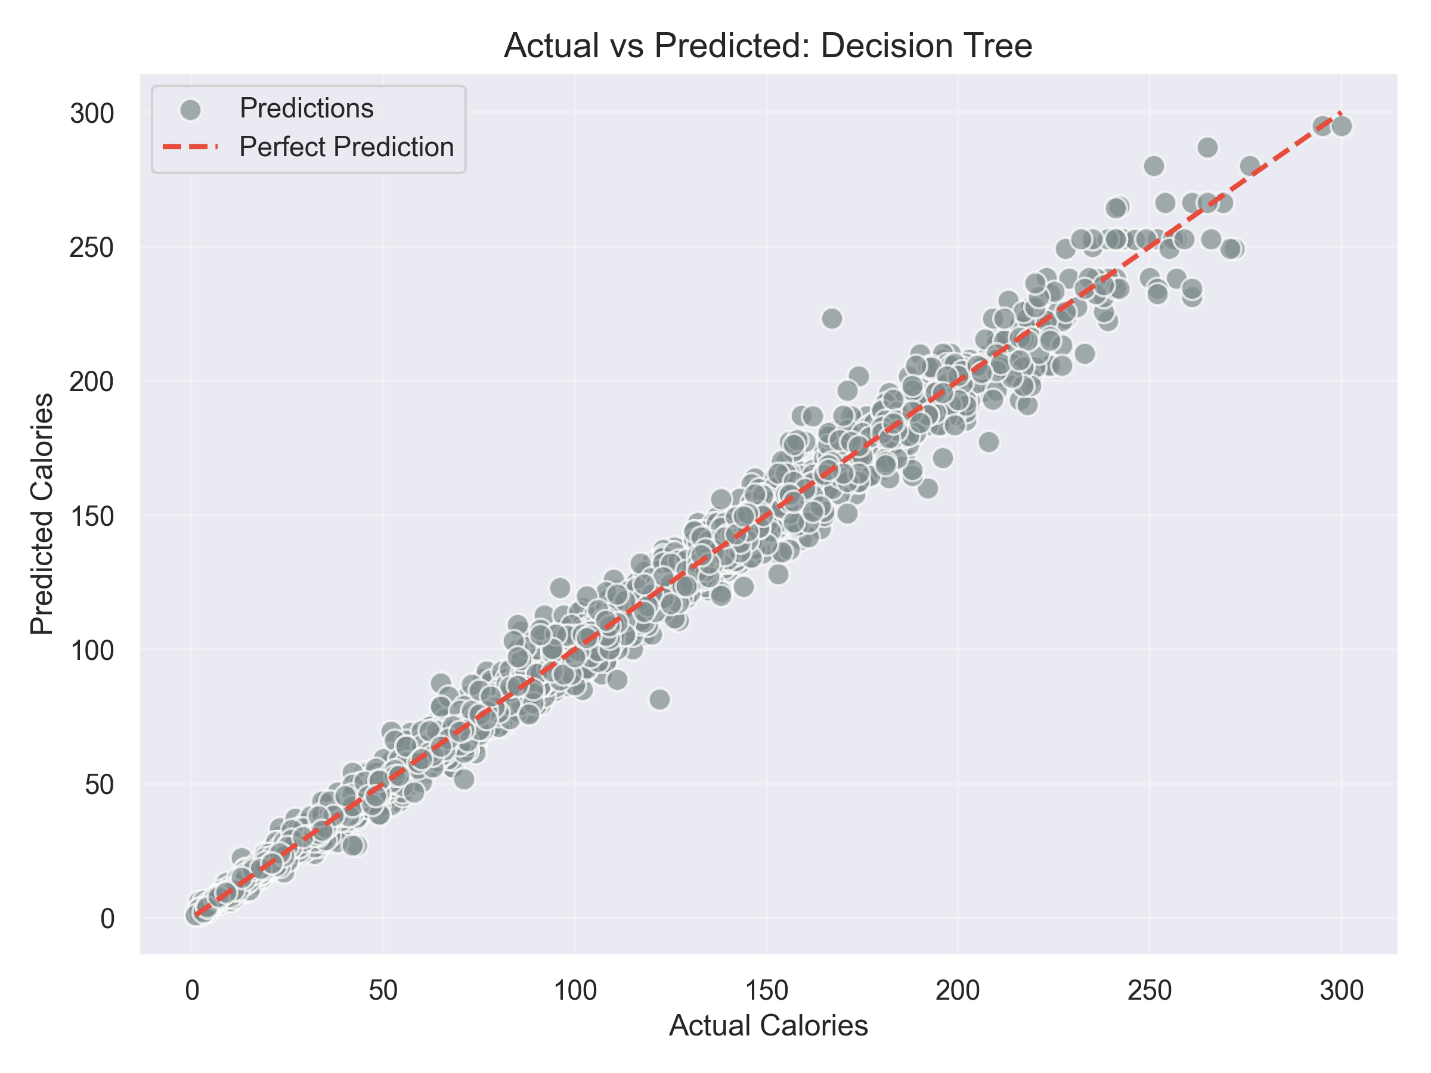 Actual vs Predicted: Decision Tree
Predictions
Perfect Prediction
300
250
200
150
100
50
0
Predicted Calories
0 50 100 150 200 250 300
Actual Calories